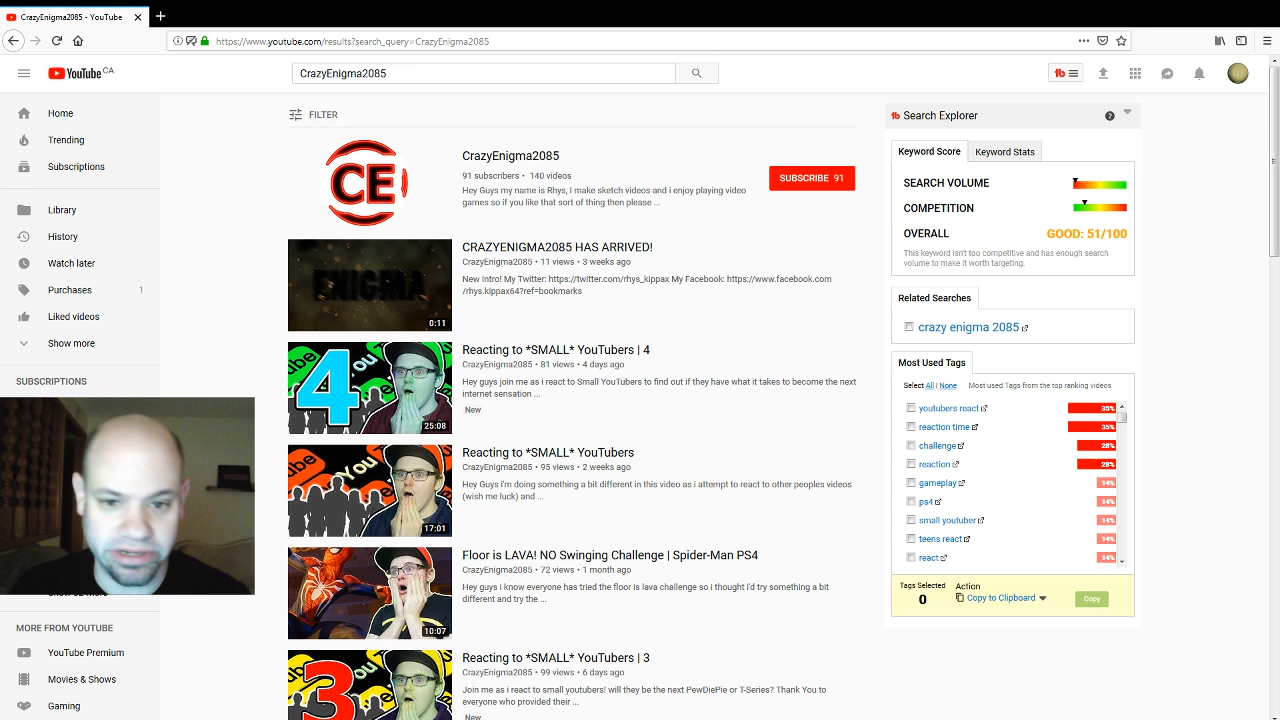 CrazyEnigma2085 - YouTube
https://www.youtube.com/results?search_query=CrazyEnigma2085
YouTube CA
CrazyEnigma2085
tb
Home
Trending
Subscriptions
Library
History
Watch later
Purchases 1
Liked videos
Show more
SUBSCRIPTIONS
MORE FROM YOUTUBE
YouTube Premium
Movies & Shows
Gaming
FILTER
CE
CrazyEnigma2085
91 subscribers • 140 videos
Hey Guys my name is Rhys, I make sketch videos and i enjoy playing video
games so if you like that sort of thing then please ...
SUBSCRIBE 91
ENIGMA
0:11
CRAZYENIGMA2085 HAS ARRIVED!
CrazyEnigma2085 • 11 views • 3 weeks ago
New Intro! My Twitter: https://twitter.com/rhys_kippax My Facebook: https://www.facebook.com
/rhys.kippax64?ref=bookmarks
4
25:08
Reacting to *SMALL* YouTubers | 4
CrazyEnigma2085 • 81 views • 4 days ago
Hey guys join me as i react to Small YouTubers to find out if they have what it takes to become the next
internet sensation ...
New
You
17:01
Reacting to *SMALL* YouTubers
CrazyEnigma2085 • 95 views • 2 weeks ago
Hey Guys i'm doing something a bit different in this video as i attempt to react to other peoples videos
(wish me luck) and ...
10:07
Floor is LAVA! NO Swinging Challenge | Spider-Man PS4
CrazyEnigma2085 • 72 views • 1 month ago
Hey guys i know everyone has tried the floor is lava challenge so i thought i'd try something a bit
different and try the ...
3
Reacting to *SMALL* YouTubers | 3
CrazyEnigma2085 • 99 views • 6 days ago
Join me as i react to small youtubers! will they be the next PewDiePie or T-Series? Thank You to
everyone who provided their ...
New
tb Search Explorer
Keyword Score Keyword Stats
SEARCH VOLUME
COMPETITION
OVERALL GOOD: 51/100
This keyword isn't too competitive and has enough search
volume to make it worth targeting.
Related Searches
crazy enigma 2085
Most Used Tags
Select All | None Most used Tags from the top ranking videos
youtubers react 35%
reaction time 35%
challenge 28%
reaction 28%
gameplay 14%
ps4 14%
small youtuber 14%
teens react 14%
react 14%
Tags Selected
0
Action
Copy to Clipboard
Copy